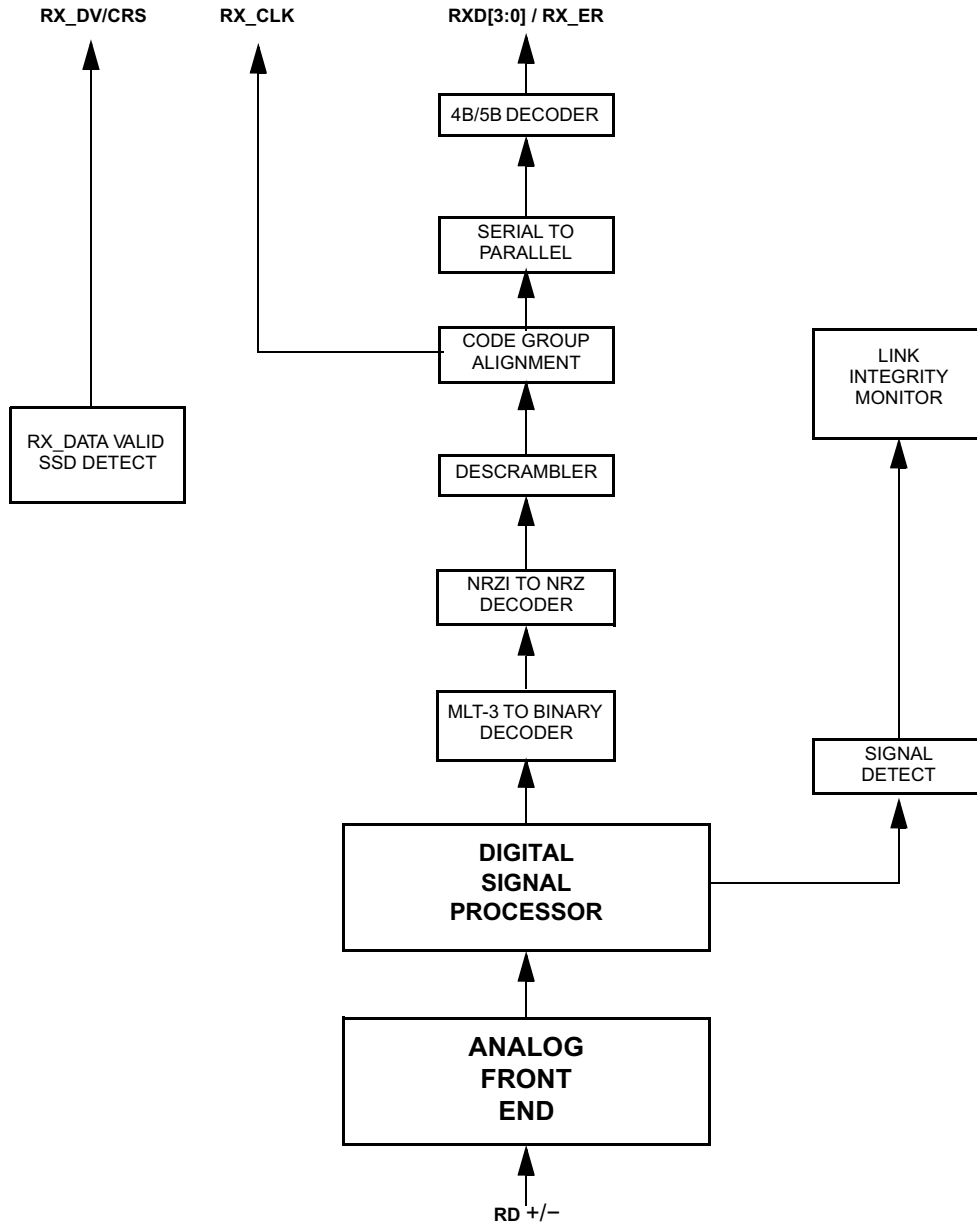 RX_DV/CRS
RX_CLK
RXD[3:0] / RX_ER
4B/5B DECODER
SERIAL TO
PARALLEL
CODE GROUP
ALIGNMENT
LINK
INTEGRITY
MONITOR
RX_DATA VALID
SSD DETECT
DESCRAMBLER
NRZI TO NRZ
DECODER
MLT-3 TO BINARY
DECODER
SIGNAL
DETECT
DIGITAL
SIGNAL
PROCESSOR
ANALOG
FRONT
END
RD +/−